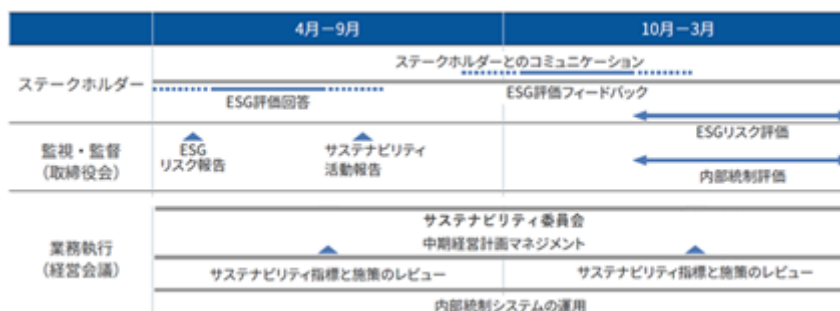 4月－9月
10月－3月
ステークホルダー
ステークホルダーとのコミュニケーション
ESG評価回答
ESG評価フィードバック
ESGリスク評価
監視・監督
（取締役会）
ESG
リスク報告
サステナビリティ
活動報告
内部統制評価
業務執行
（経営会議）
サステナビリティ委員会
中期経営計画マネジメント
サステナビリティ指標と施策のレビュー
サステナビリティ指標と施策のレビュー
内部統制システムの運用